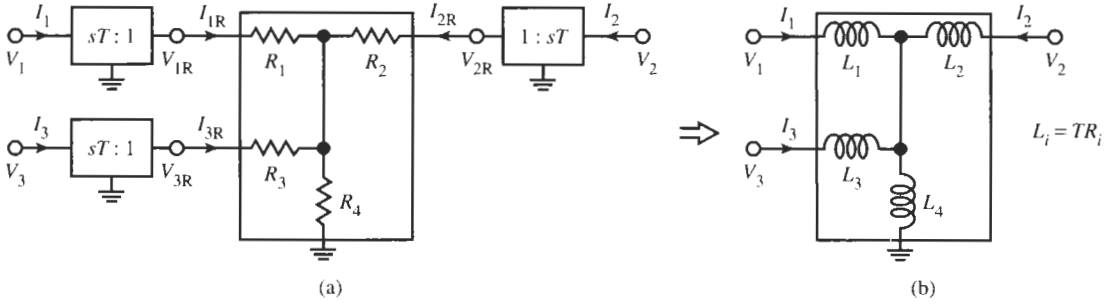 I₁ sT : 1 I₁R R₁ R₂ I₂R 1 : sT I₂
V₁ V₁R V₂R V₂
I₃ sT : 1 I₃R R₃ R₄
V₃ V₃R
(a)
⇒
I₁ L₁ L₂ I₂
V₁ V₂
I₃ L₃ L₄
V₃
Lᵢ = TRᵢ
(b)